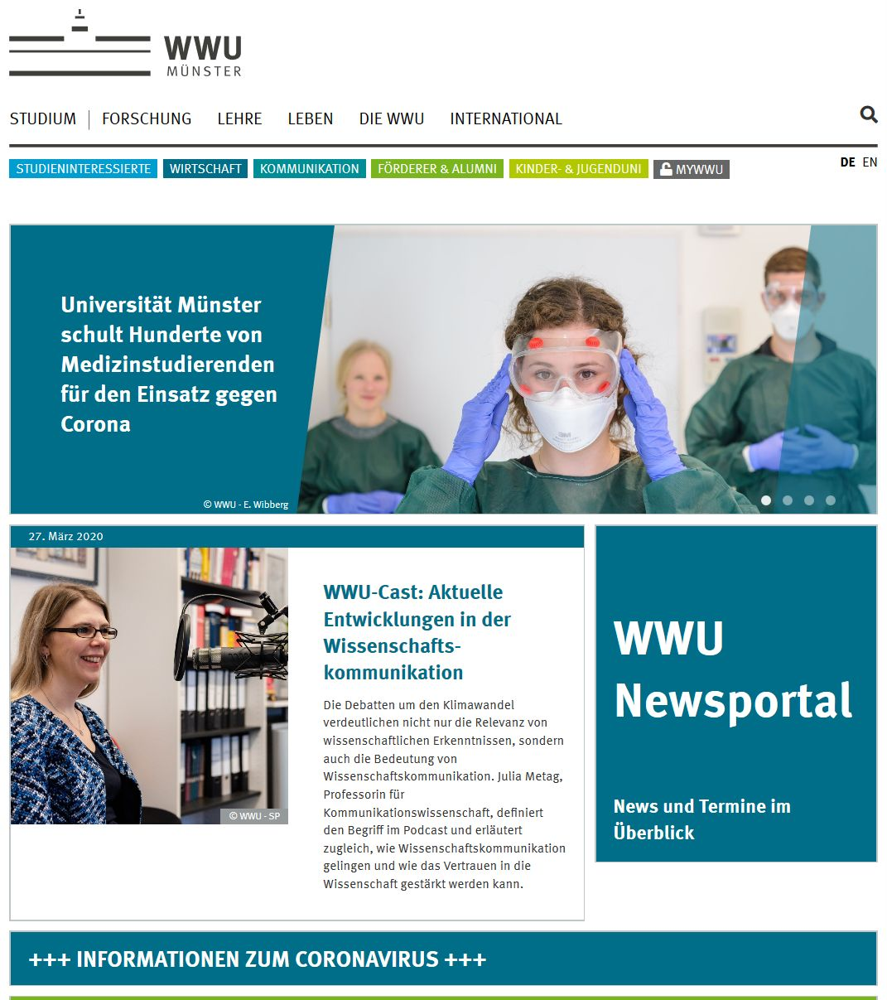 WWU
MÜNSTER
STUDIUM FORSCHUNG LEHRE LEBEN DIE WWU INTERNATIONAL
STUDIENINTERESSIERTE WIRTSCHAFT KOMMUNIKATION FÖRDERER & ALUMNI KINDER- & JUGENDUNI MYWWU DE EN
Universität Münster
schult Hunderte von
Medizinstudierenden
für den Einsatz gegen
Corona
© WWU - E. Wibberg
3M
27. März 2020
WWU-Cast: Aktuelle
Entwicklungen in der
Wissenschafts-
kommunikation
Die Debatten um den Klimawandel
verdeutlichen nicht nur die Relevanz von
wissenschaftlichen Erkenntnissen, sondern
auch die Bedeutung von
Wissenschaftskommunikation. Julia Metag,
Professorin für
Kommunikationswissenschaft, definiert
den Begriff im Podcast und erläutert
zugleich, wie Wissenschaftskommunikation
gelingen und wie das Vertrauen in die
Wissenschaft gestärkt werden kann.
© WWU - SP
WWU
Newsportal
News und Termine im
Überblick
+++ INFORMATIONEN ZUM CORONAVIRUS +++